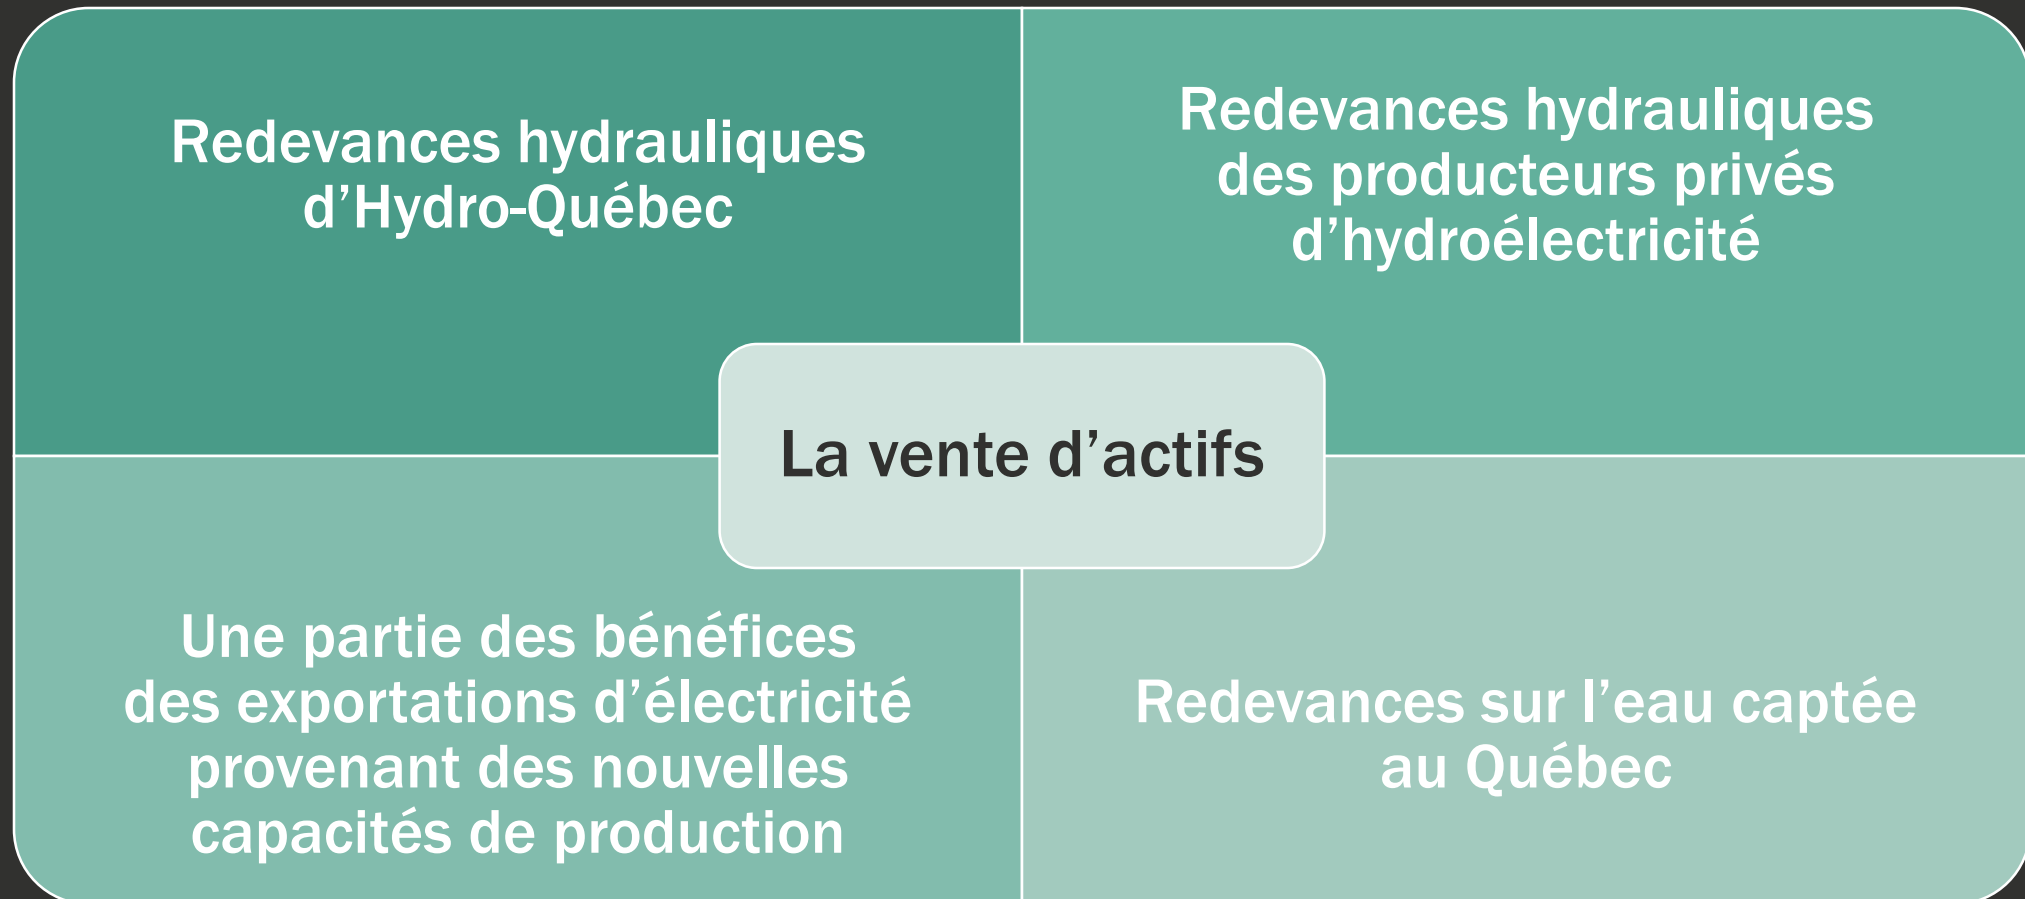 Redevances hydrauliques
d’Hydro-Québec
Redevances hydrauliques
des producteurs privés
d’hydroélectricité
La vente d’actifs
Une partie des bénéfices
des exportations d’électricité
provenant des nouvelles
capacités de production
Redevances sur l’eau captée
au Québec